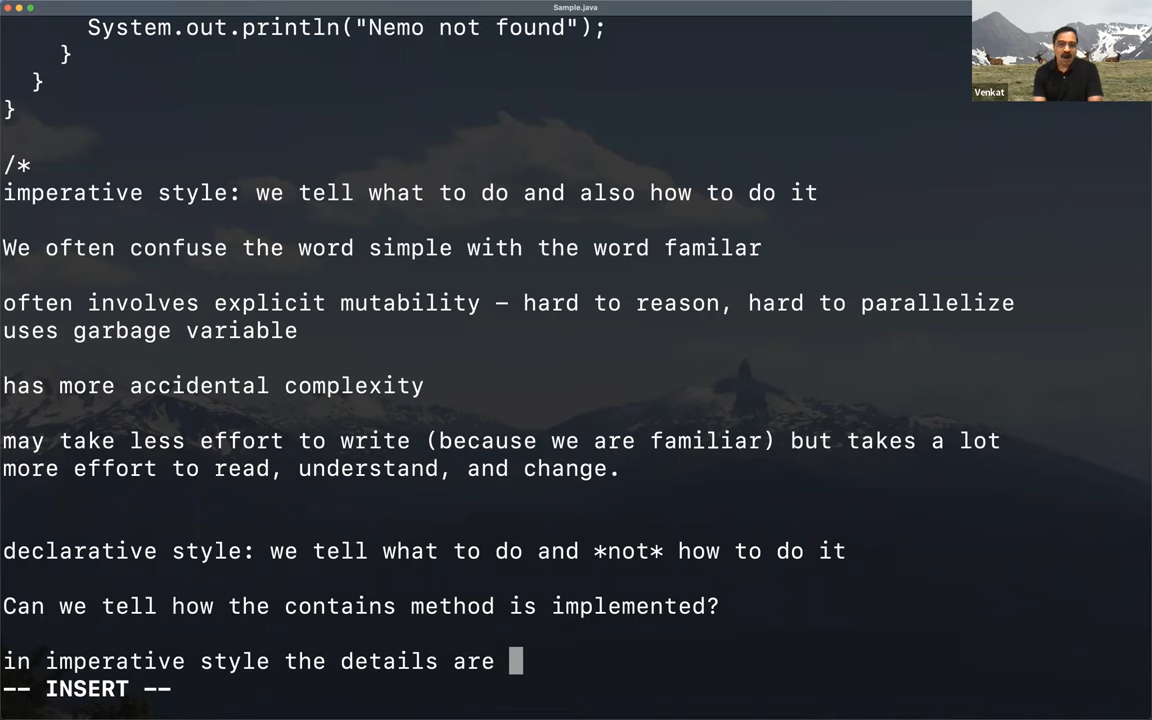 Sample.java
System.out.println("Nemo not found");
}
}
}
Venkat
/*
imperative style: we tell what to do and also how to do it
We often confuse the word simple with the word familar
often involves explicit mutability – hard to reason, hard to parallelize
uses garbage variable
has more accidental complexity
may take less effort to write (because we are familiar) but takes a lot
more effort to read, understand, and change.
declarative style: we tell what to do and *not* how to do it
Can we tell how the contains method is implemented?
in imperative style the details are
-- INSERT --